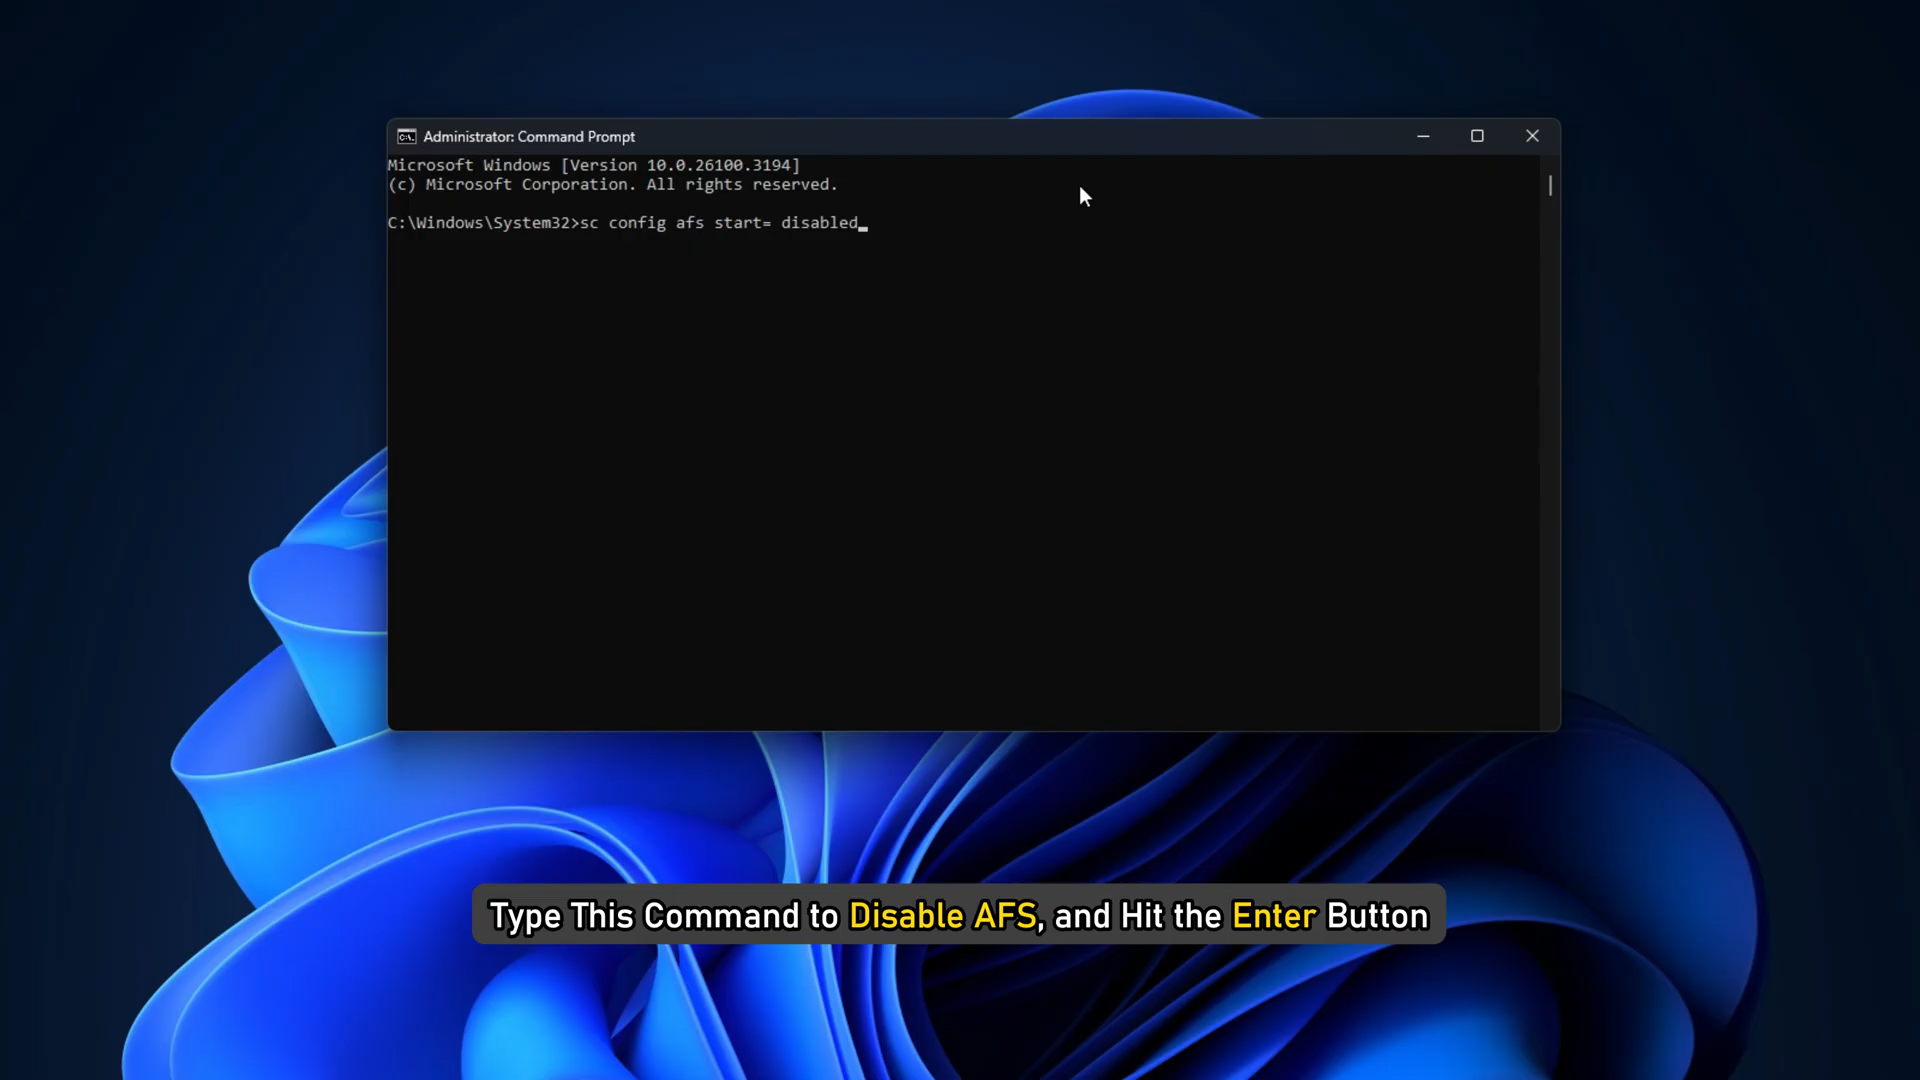 Administrator: Command Prompt
Microsoft Windows [Version 10.0.26100.3194]
(c) Microsoft Corporation. All rights reserved.
C:\Windows\System32>sc config afs start= disabled_
Type This Command to Disable AFS, and Hit the Enter Button